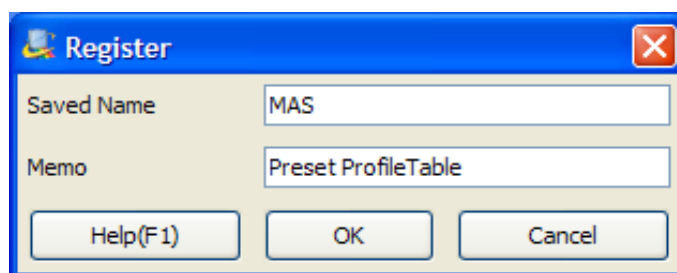 Register
Saved Name MAS
Memo Preset ProfileTable
Help(F1) OK Cancel